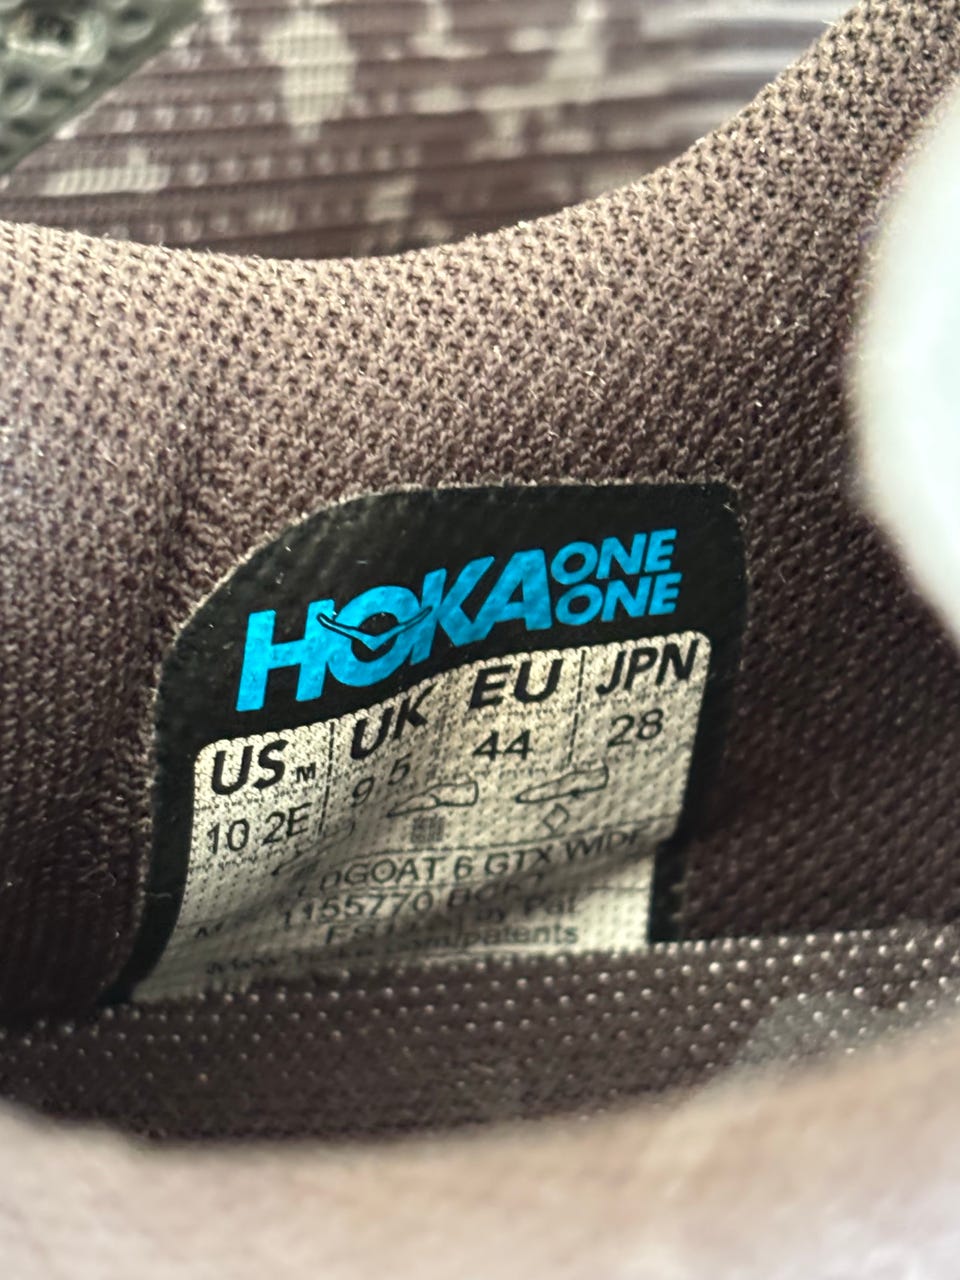 HOKA ONE
ONE
US M UK EU JPN
10 2E 9 5 44 28
GOAT 6 GTX WIDE
1155770